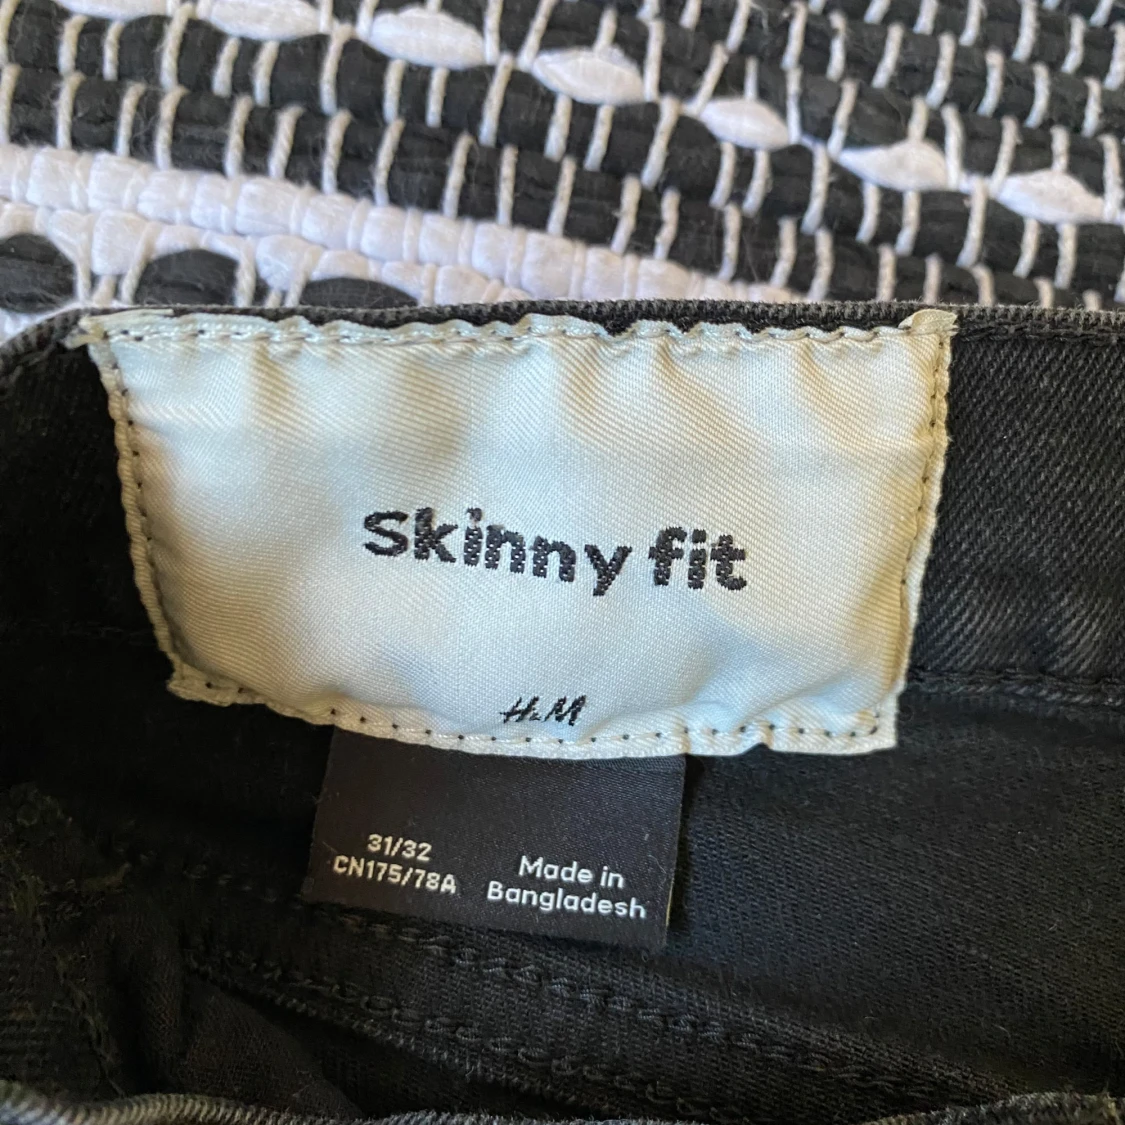 Skinny fit
H&M
31/32
CN175/78A
Made in
Bangladesh